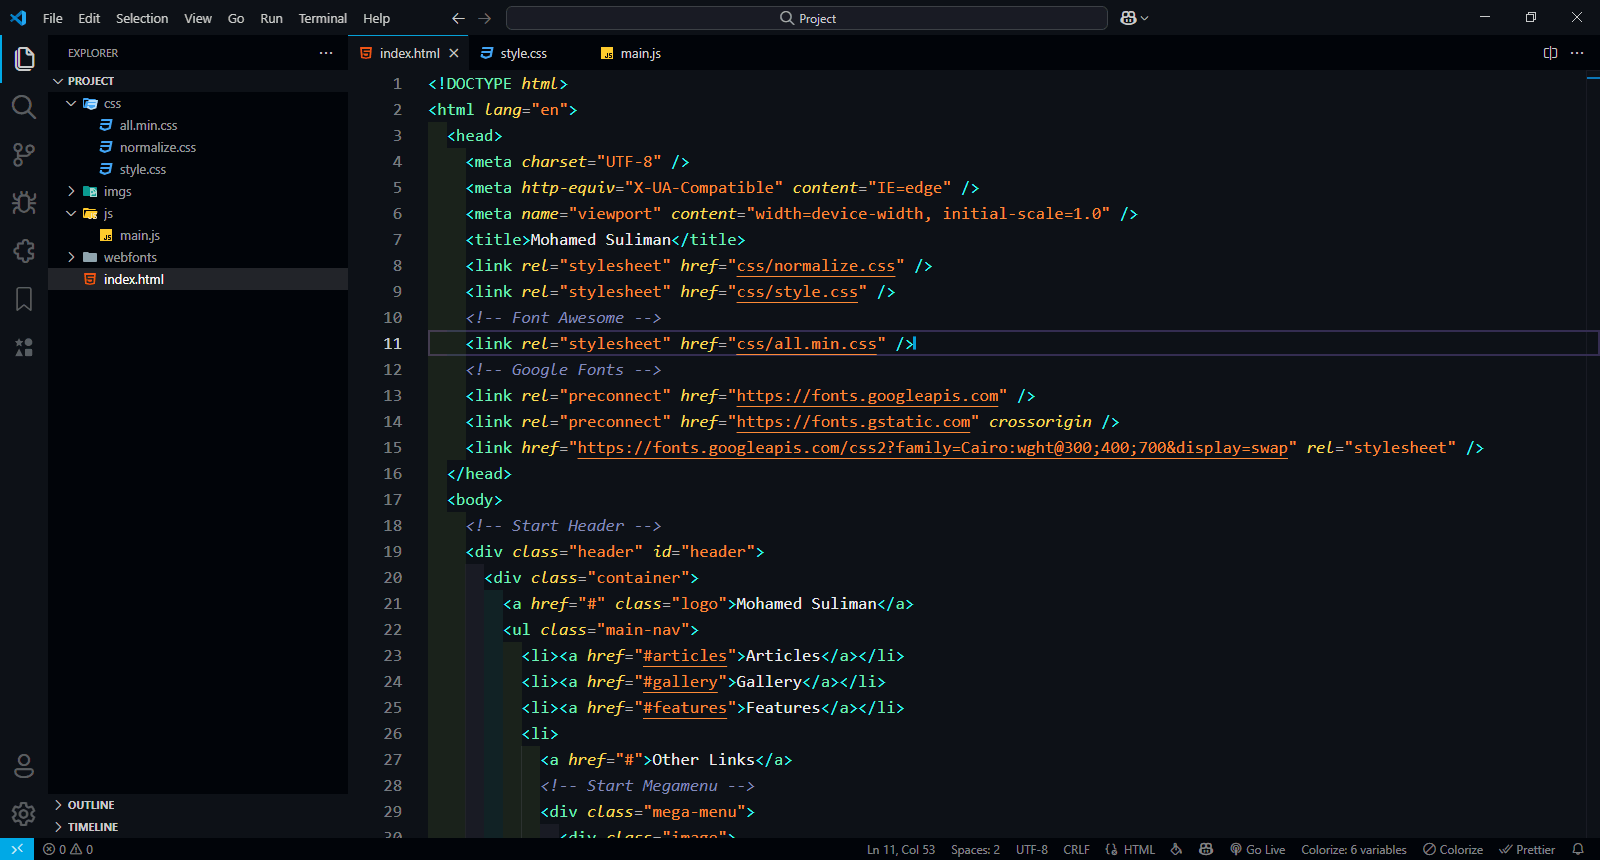 File Edit Selection View Go Run Terminal Help
Project
EXPLORER
PROJECT
css
all.min.css
normalize.css
style.css
imgs
js
main.js
webfonts
index.html
OUTLINE
TIMELINE
index.html style.css main.js
1 <!DOCTYPE html>
2 <html lang="en">
3 <head>
4 <meta charset="UTF-8" />
5 <meta http-equiv="X-UA-Compatible" content="IE=edge" />
6 <meta name="viewport" content="width=device-width, initial-scale=1.0" />
7 <title>Mohamed Suliman</title>
8 <link rel="stylesheet" href="css/normalize.css" />
9 <link rel="stylesheet" href="css/style.css" />
10 <!-- Font Awesome -->
11 <link rel="stylesheet" href="css/all.min.css" />
12 <!-- Google Fonts -->
13 <link rel="preconnect" href="https://fonts.googleapis.com" />
14 <link rel="preconnect" href="https://fonts.gstatic.com" crossorigin />
15 <link href="https://fonts.googleapis.com/css2?family=Cairo:wght@300;400;700&display=swap" rel="stylesheet" />
16 </head>
17 <body>
18 <!-- Start Header -->
19 <div class="header" id="header">
20 <div class="container">
21 <a href="#" class="logo">Mohamed Suliman</a>
22 <ul class="main-nav">
23 <li><a href="#articles">Articles</a></li>
24 <li><a href="#gallery">Gallery</a></li>
25 <li><a href="#features">Features</a></li>
26 <li>
27 <a href="#">Other Links</a>
28 <!-- Start Megamenu -->
29 <div class="mega-menu">
30 <div class="image">
0 0 Ln 11, Col 53 Spaces: 2 UTF-8 CRLF {} HTML Go Live Colorize: 6 variables Colorize Prettier